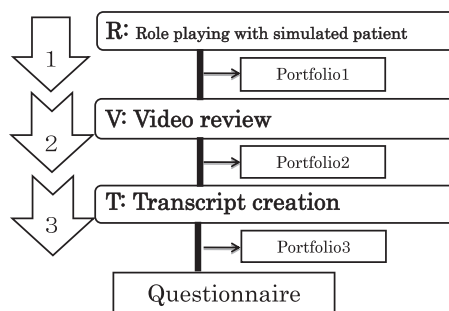 R: Role playing with simulated patient
1
Portfolio1
V: Video review
2
Portfolio2
T: Transcript creation
3
Portfolio3
Questionnaire